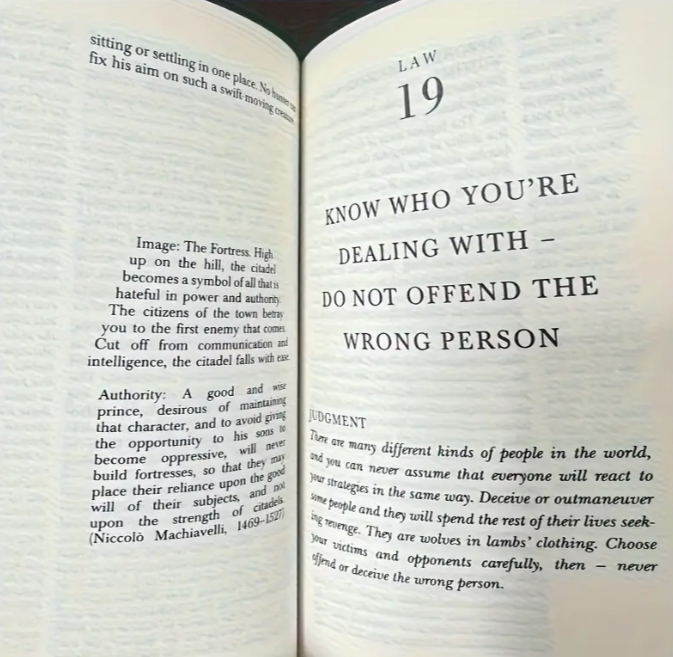 sitting or settling in one place. No hunter can
fix his aim on such a swift-moving creature.
Image: The Fortress. High
up on the hill, the citadel
becomes a symbol of all that is
hateful in power and authority.
The citizens of the town betray
you to the first enemy that comes.
Cut off from communication and
intelligence, the citadel falls with ease.
Authority: A good and wise
prince, desirous of maintaining
that character, and to avoid giving
the opportunity to his sons to
become oppressive, will never
build fortresses, so that they may
place their reliance upon the good
will of their subjects, and not
upon the strength of citadels.
(Niccolò Machiavelli, 1469–1527)
LAW
19
KNOW WHO YOU'RE
DEALING WITH –
DO NOT OFFEND THE
WRONG PERSON
JUDGMENT
There are many different kinds of people in the world,
and you can never assume that everyone will react to
your strategies in the same way. Deceive or outmaneuver
some people and they will spend the rest of their lives seek-
ing revenge. They are wolves in lambs' clothing. Choose
your victims and opponents carefully, then – never
offend or deceive the wrong person.